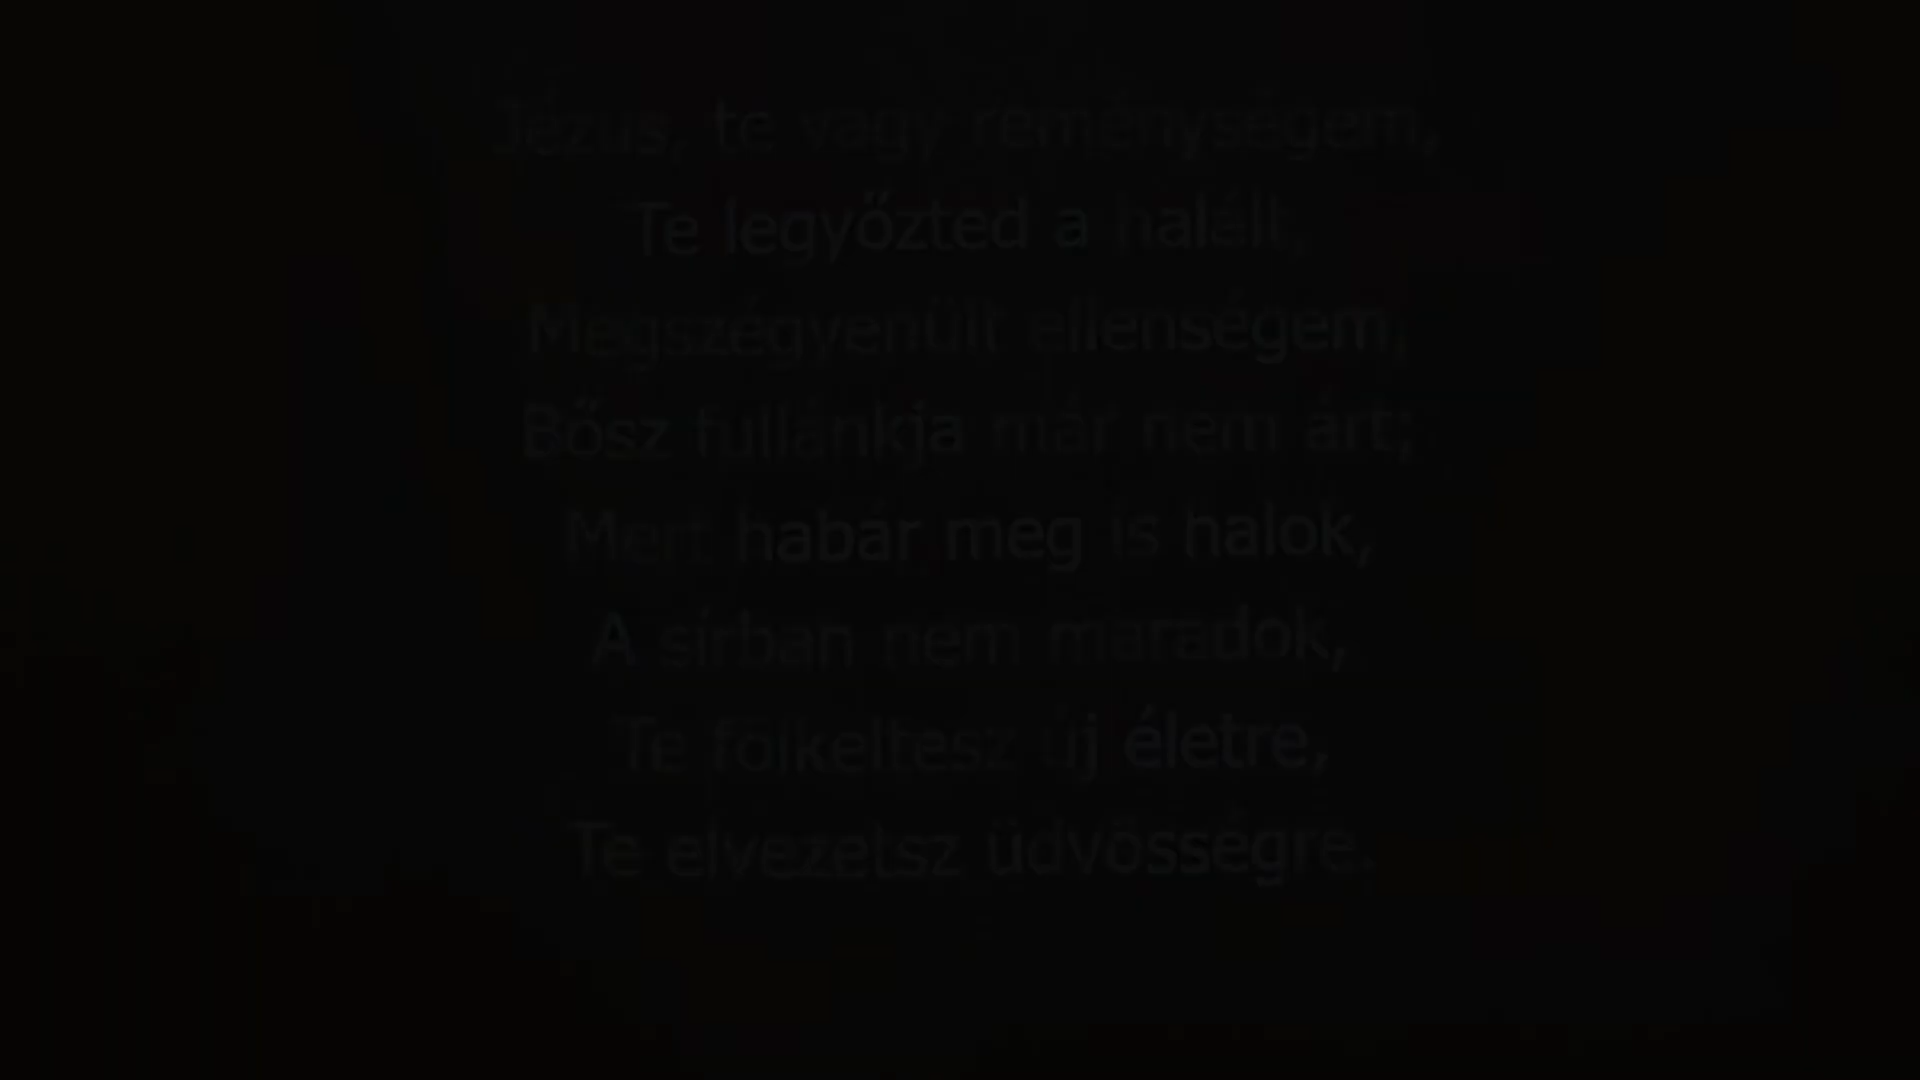 Jézus, te vagy reménységem,
Te legyőzted a halált,
Megszégyenült ellenségem,
Bősz fullánkja már nem árt;
Mert habár meg is halok,
A sírban nem maradok,
Te fölkeltesz új életre,
Te elvezetsz üdvösségre.